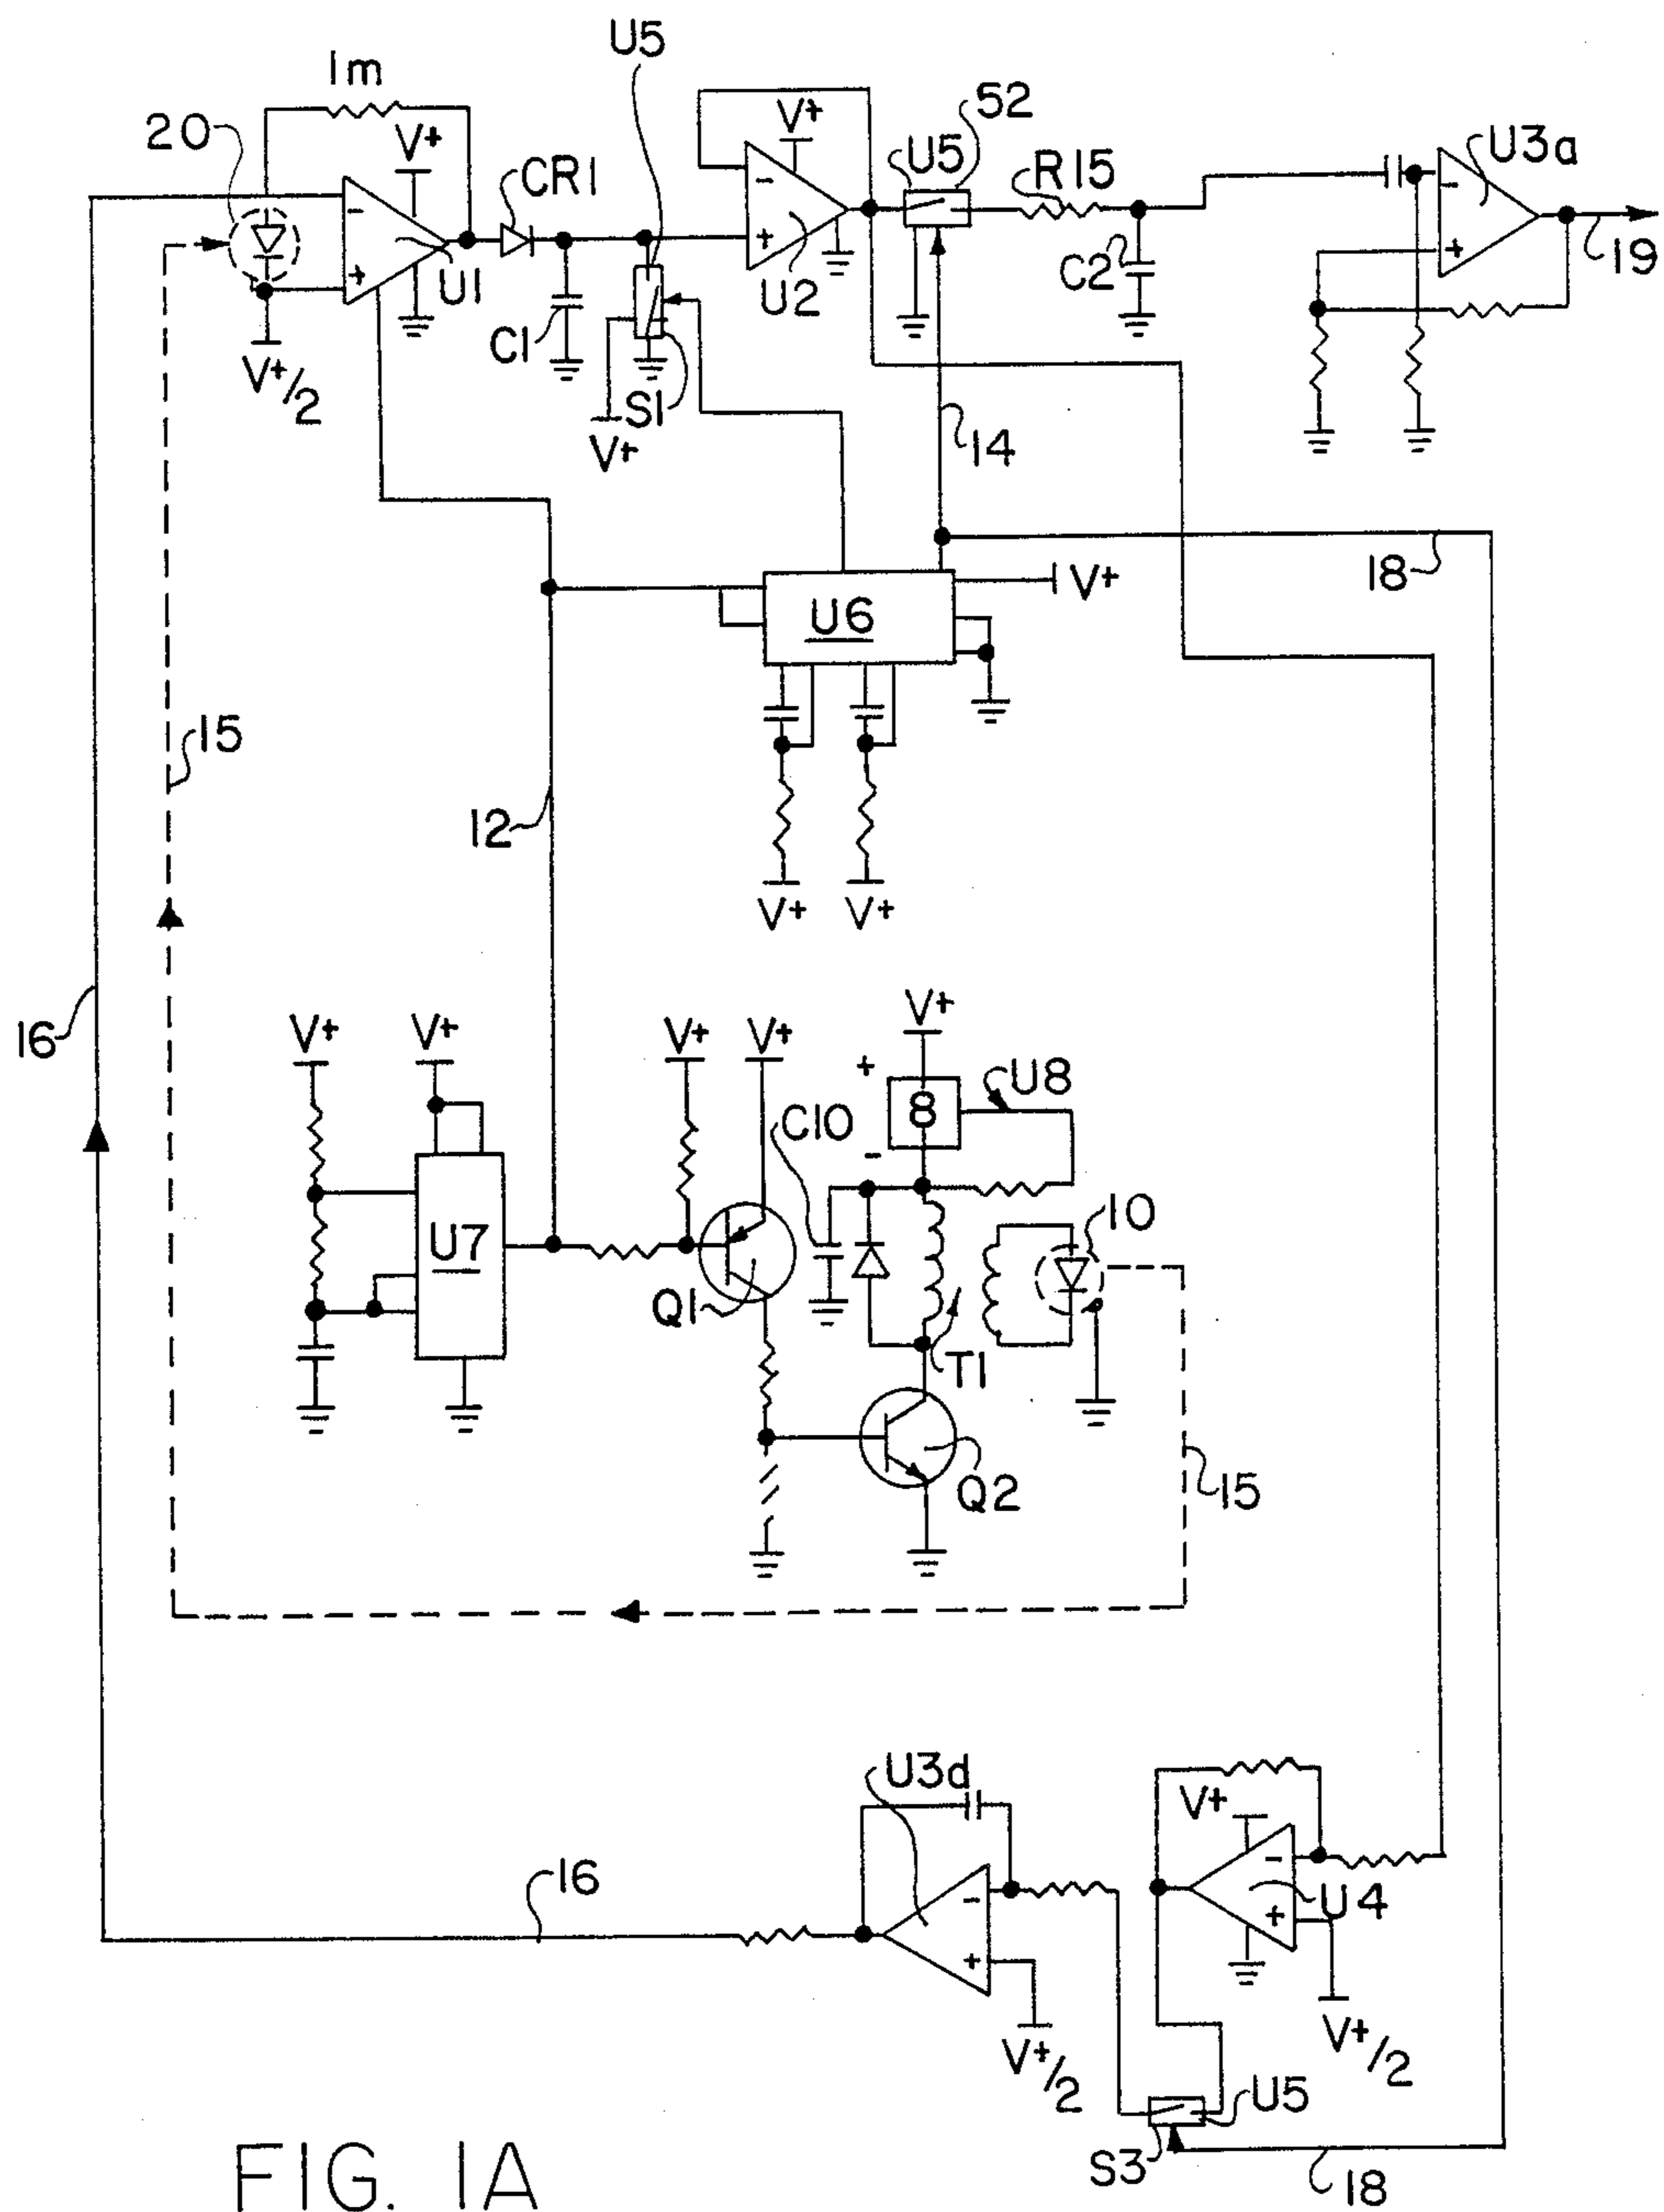 U5
1m
20
V+
CR1
V+
52
U5
R15
U3a
-
+
U1
-
+
U2
C2
-
+
19
V+/2
C1
S1
V+
14
18
V+
U6
15
12
V+
V+
16
V+
V+
V+
V+
V+
+
8
U8
C10
-
10
U7
Q1
T1
Q2
15
U3d
V+
-
+
U4
16
-
+
V+/2
V+/2
U5
S3
18
FIG. 1A